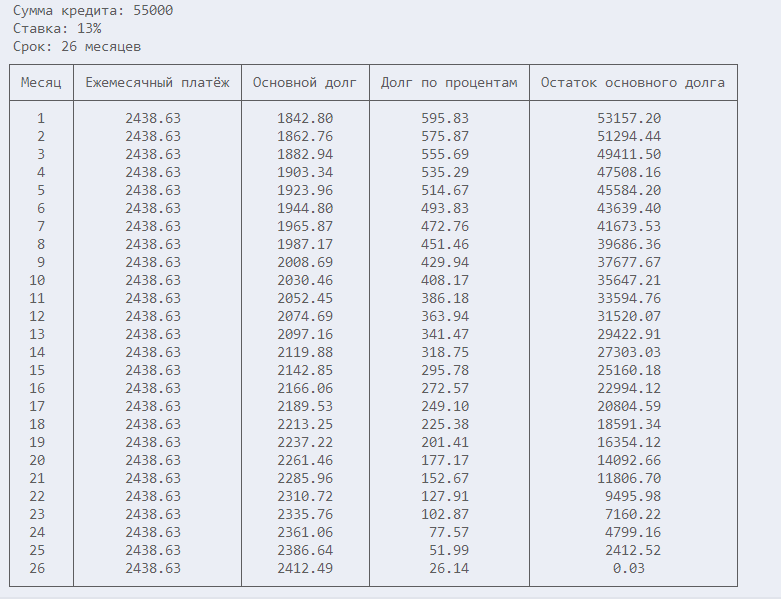 Сумма кредита: 55000
Ставка: 13%
Срок: 26 месяцев
Месяц Ежемесячный платёж Основной долг Долг по процентам Остаток основного долга
1 2438.63 1842.80 595.83 53157.20
2 2438.63 1862.76 575.87 51294.44
3 2438.63 1882.94 555.69 49411.50
4 2438.63 1903.34 535.29 47508.16
5 2438.63 1923.96 514.67 45584.20
6 2438.63 1944.80 493.83 43639.40
7 2438.63 1965.87 472.76 41673.53
8 2438.63 1987.17 451.46 39686.36
9 2438.63 2008.69 429.94 37677.67
10 2438.63 2030.46 408.17 35647.21
11 2438.63 2052.45 386.18 33594.76
12 2438.63 2074.69 363.94 31520.07
13 2438.63 2097.16 341.47 29422.91
14 2438.63 2119.88 318.75 27303.03
15 2438.63 2142.85 295.78 25160.18
16 2438.63 2166.06 272.57 22994.12
17 2438.63 2189.53 249.10 20804.59
18 2438.63 2213.25 225.38 18591.34
19 2438.63 2237.22 201.41 16354.12
20 2438.63 2261.46 177.17 14092.66
21 2438.63 2285.96 152.67 11806.70
22 2438.63 2310.72 127.91 9495.98
23 2438.63 2335.76 102.87 7160.22
24 2438.63 2361.06 77.57 4799.16
25 2438.63 2386.64 51.99 2412.52
26 2438.63 2412.49 26.14 0.03